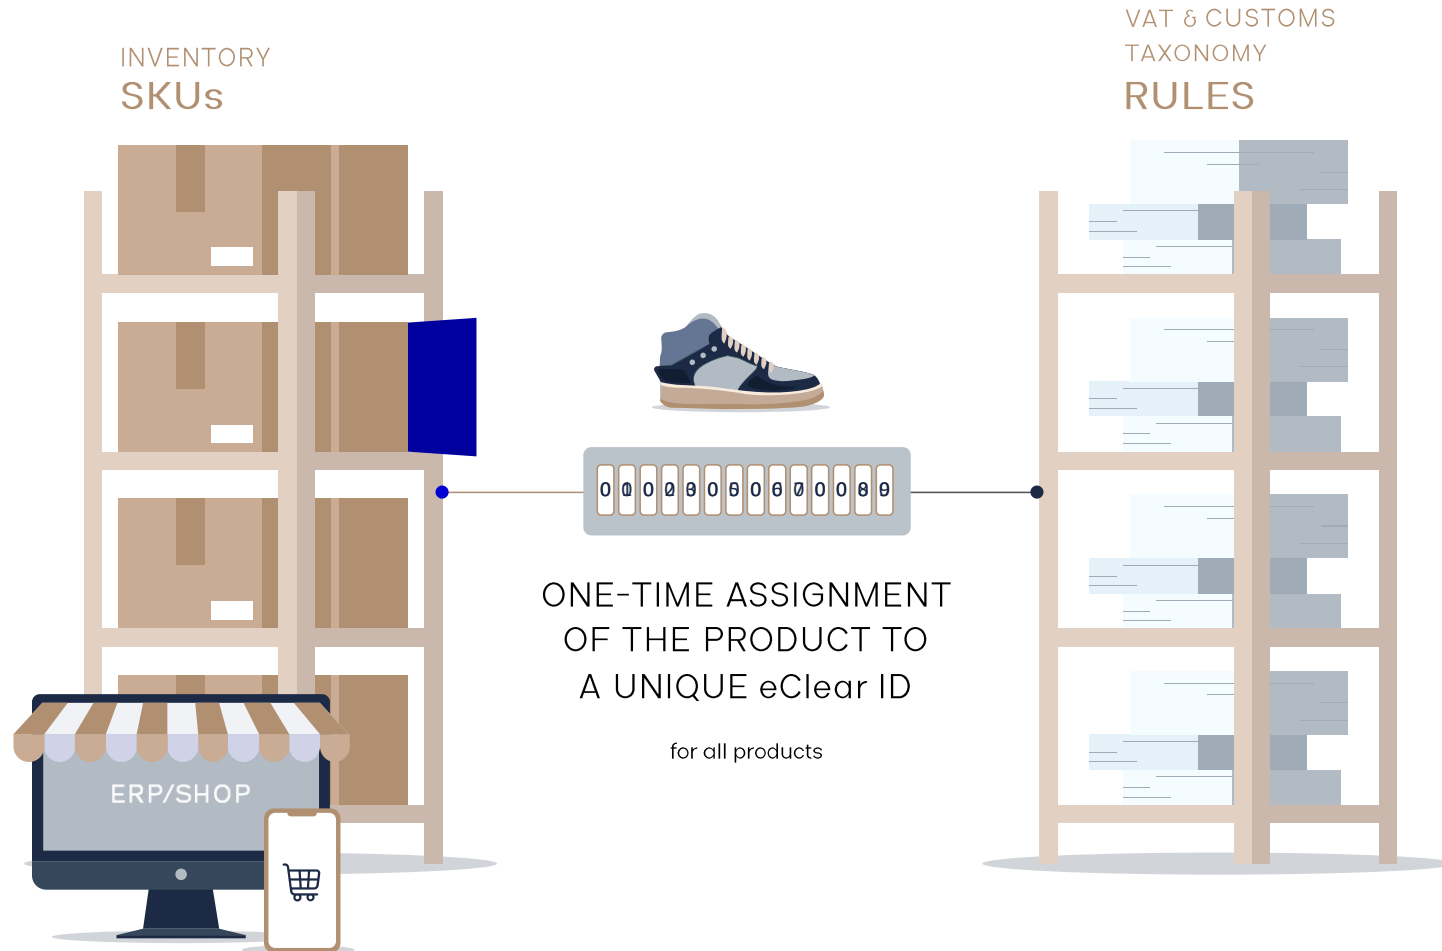 INVENTORY
SKUs
VAT & CUSTOMS
TAXONOMY
RULES
ONE-TIME ASSIGNMENT
OF THE PRODUCT TO
A UNIQUE eClear ID
for all products
ERP/SHOP